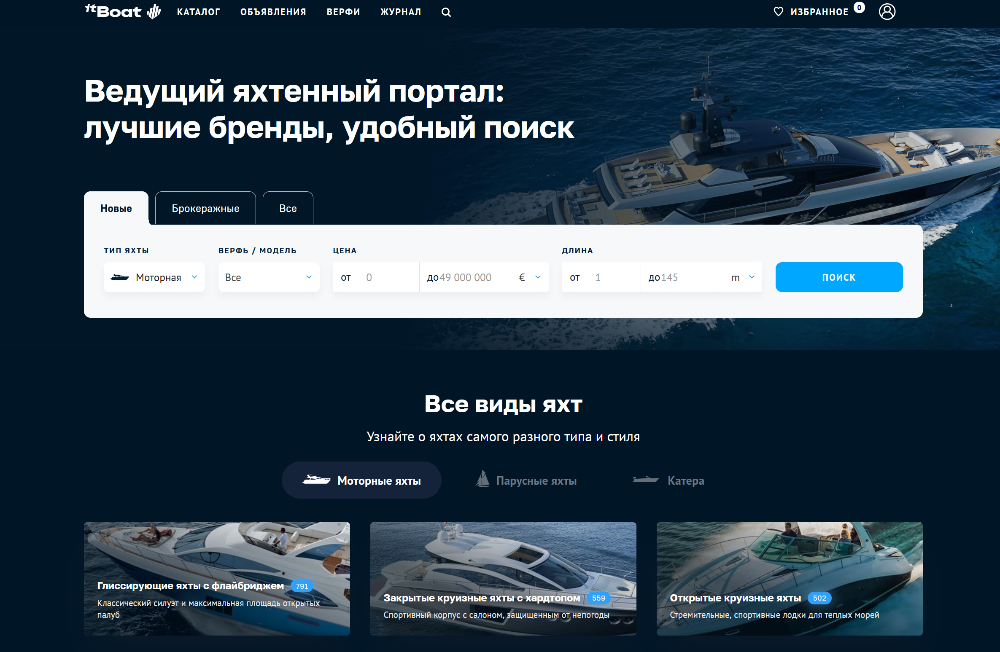 itBoat
КАТАЛОГ
ОБЪЯВЛЕНИЯ
ВЕРФИ
ЖУРНАЛ
ИЗБРАННОЕ 0
Ведущий яхтенный портал:
лучшие бренды, удобный поиск
Новые
Брокеражные
Все
ТИП ЯХТЫ
ВЕРФЬ / МОДЕЛЬ
ЦЕНА
ДЛИНА
Моторная
Все
от 0
до 49 000 000
€
от 1
до 145
m
ПОИСК
Все виды яхт
Узнайте о яхтах самого разного типа и стиля
Моторные яхты
Парусные яхты
Катера
Глиссирующие яхты с флайбриджем 791
Классический силуэт и максимальная площадь открытых
палуб
Закрытые круизные яхты с хардтопом 559
Спортивный корпус с салоном, защищенным от непогоды
Открытые круизные яхты 502
Стремительные, спортивные лодки для теплых морей